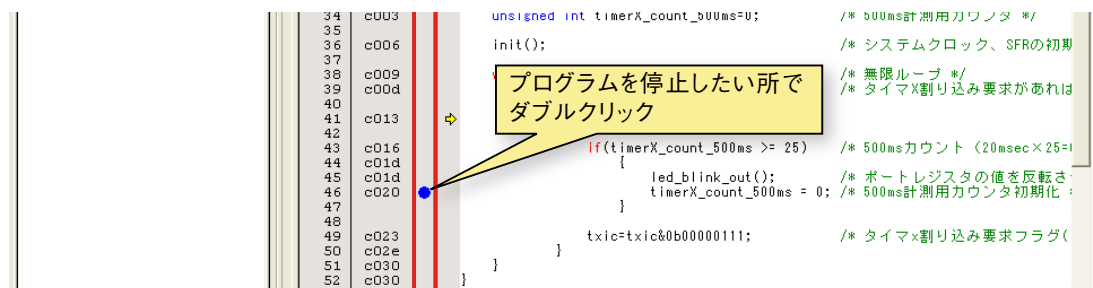 34 c003 unsigned int timerX_count_500ms=0; /* 500ms計測用カウンタ */
35
36 c006 init(); /* システムクロック、SFRの初期
37
38 c009 /* 無限ループ */
39 c00d /* タイマX割り込み要求があれば
40
41 c013
42
43 c016 if(timerX_count_500ms >= 25) /* 500msカウント (20msec×25=
44 c01d {
45 c01d led_blink_out(); /* ポートレジスタの値を反転さ
46 c020 timerX_count_500ms = 0; /* 500ms計測用カウンタ初期化
47 }
48
49 c023 txic=txic&0b00000111; /* タイマx割り込み要求フラグ(
50 c02e }
51 c030 }
52 c030 }
プログラムを停止したい所で
ダブルクリック